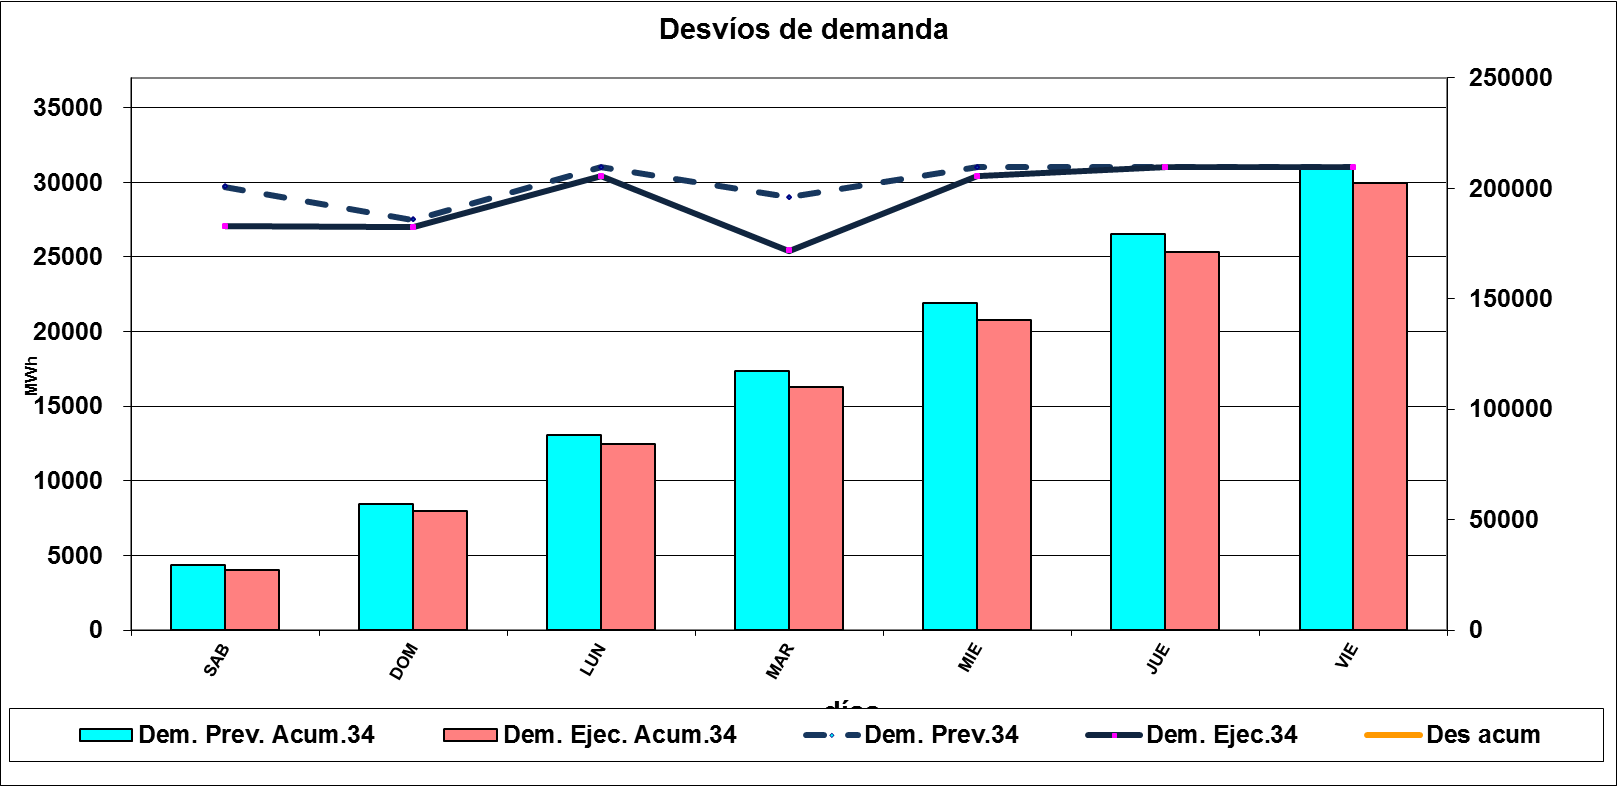 Desvíos de demanda
35000
30000
25000
20000
15000
10000
5000
0
MWh
250000
200000
150000
100000
50000
0
SAB
DOM
LUN
MAR
MIE
JUE
VIE
días
Dem. Prev. Acum.34
Dem. Ejec. Acum.34
Dem. Prev.34
Dem. Ejec.34
Des acum